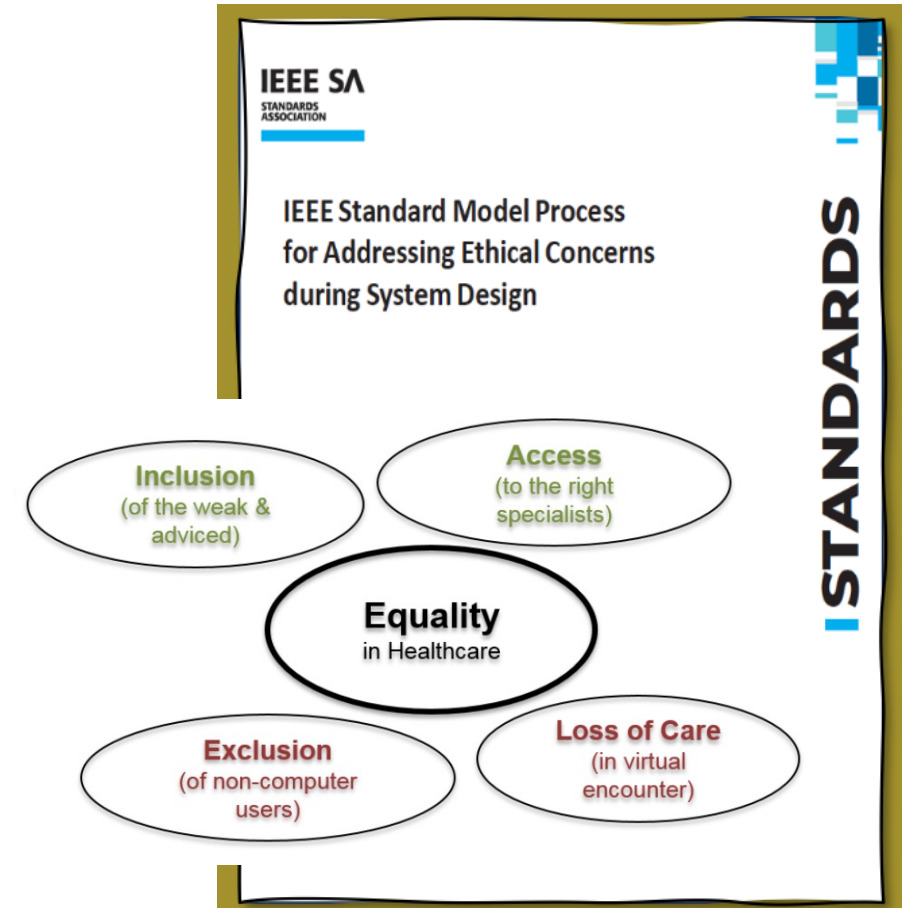 IEEE SA
STANDARDS
ASSOCIATION
IEEE Standard Model Process
for Addressing Ethical Concerns
during System Design
STANDARDS
Inclusion
(of the weak &
adviced)
Access
(to the right
specialists)
Equality
in Healthcare
Exclusion
(of non-computer
users)
Loss of Care
(in virtual
encounter)